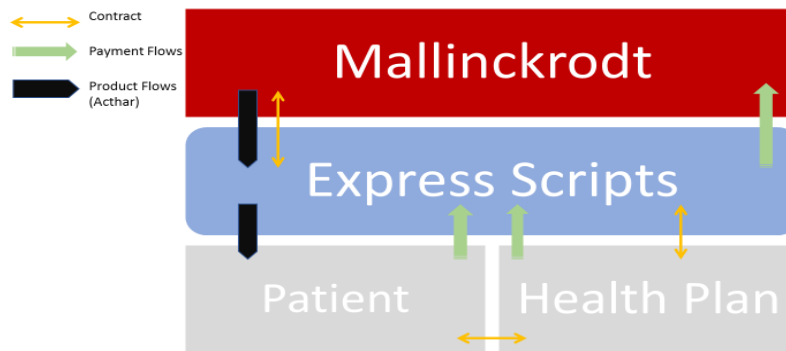 Contract
Payment Flows
Product Flows
(Acthar)
Mallinckrodt
Express Scripts
Patient
Health Plan